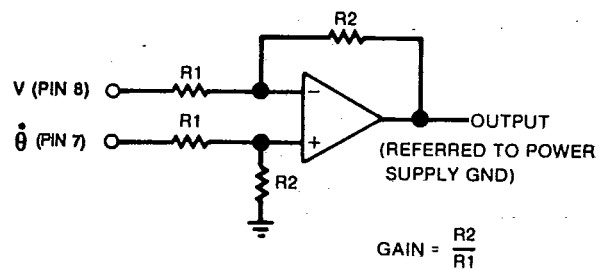 R2
R1
V (PIN 8)
−
R1
θ̇ (PIN 7)
+
OUTPUT
(REFERRED TO POWER
SUPPLY GND)
R2
GAIN = R2
R1